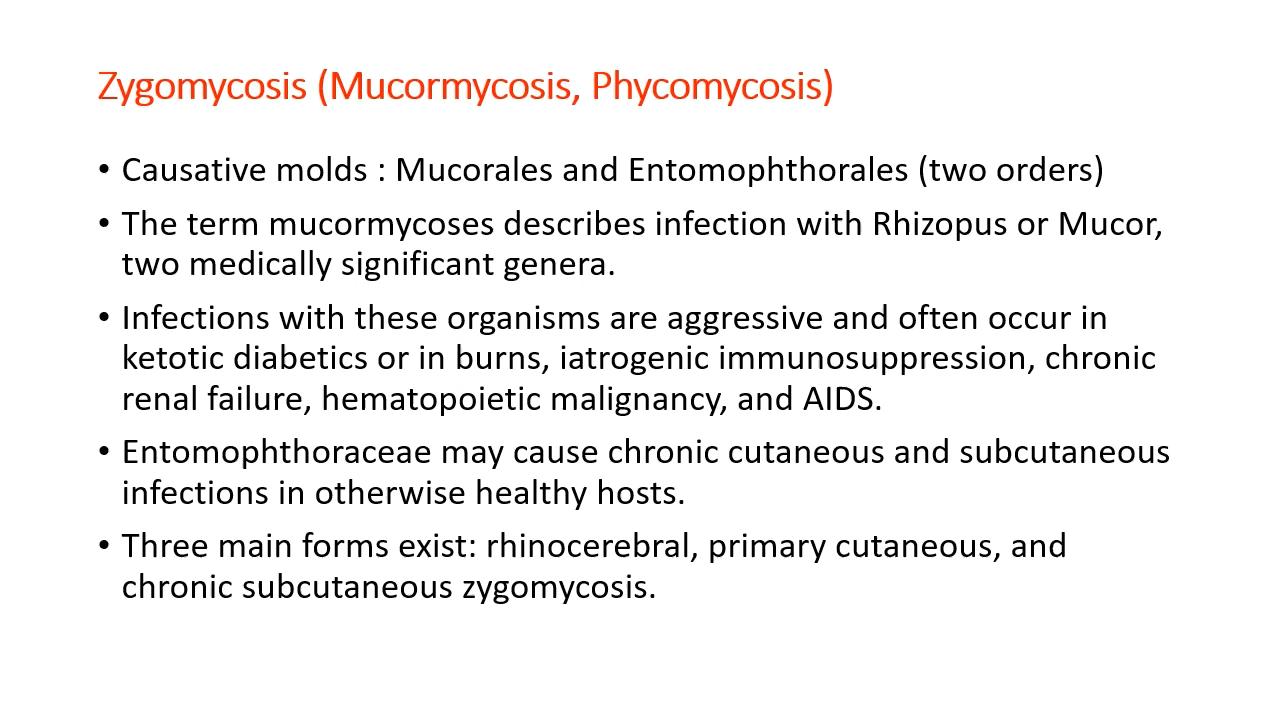 Zygomycosis (Mucormycosis, Phycomycosis)
• Causative molds : Mucorales and Entomophthorales (two orders)
• The term mucormycoses describes infection with Rhizopus or Mucor,
two medically significant genera.
• Infections with these organisms are aggressive and often occur in
ketotic diabetics or in burns, iatrogenic immunosuppression, chronic
renal failure, hematopoietic malignancy, and AIDS.
• Entomophthoraceae may cause chronic cutaneous and subcutaneous
infections in otherwise healthy hosts.
• Three main forms exist: rhinocerebral, primary cutaneous, and
chronic subcutaneous zygomycosis.